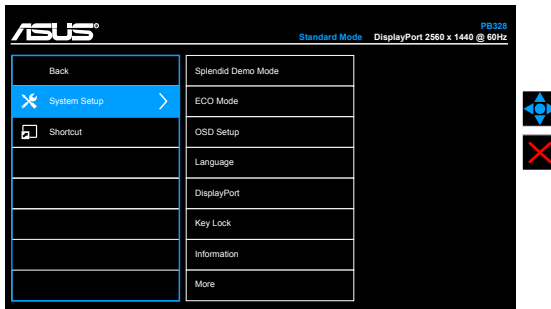 ASUS
PB328
Standard Mode DisplayPort 2560 x 1440 @ 60Hz
Back
System Setup
Shortcut
Splendid Demo Mode
ECO Mode
OSD Setup
Language
DisplayPort
Key Lock
Information
More